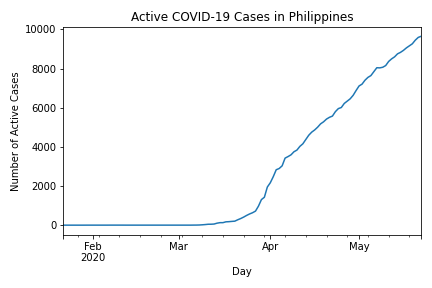 Active COVID-19 Cases in Philippines
Number of Active Cases
10000
8000
6000
4000
2000
0
Feb
2020
Mar
Apr
May
Day